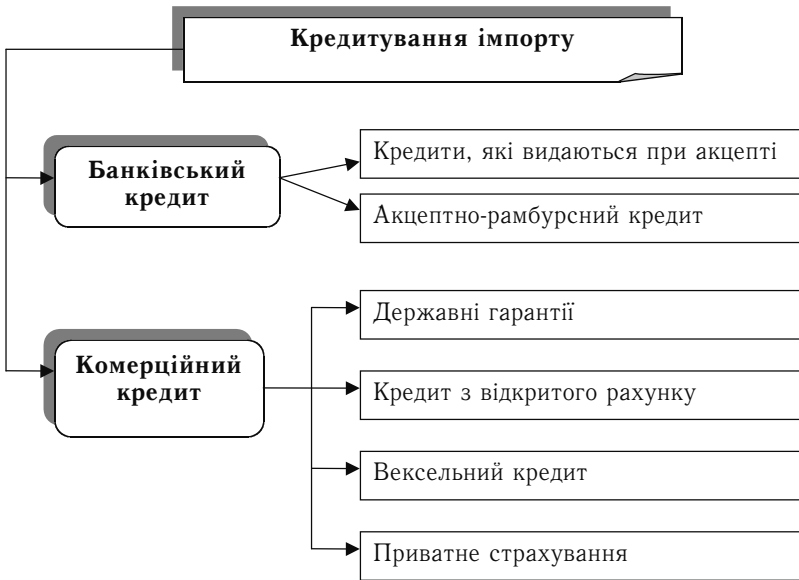 Кредитування імпорту
Банківський
кредит
Кредити, які видаються при акцепті
Акцептно-рамбурсний кредит
Комерційний
кредит
Державні гарантії
Кредит з відкритого рахунку
Вексельний кредит
Приватне страхування